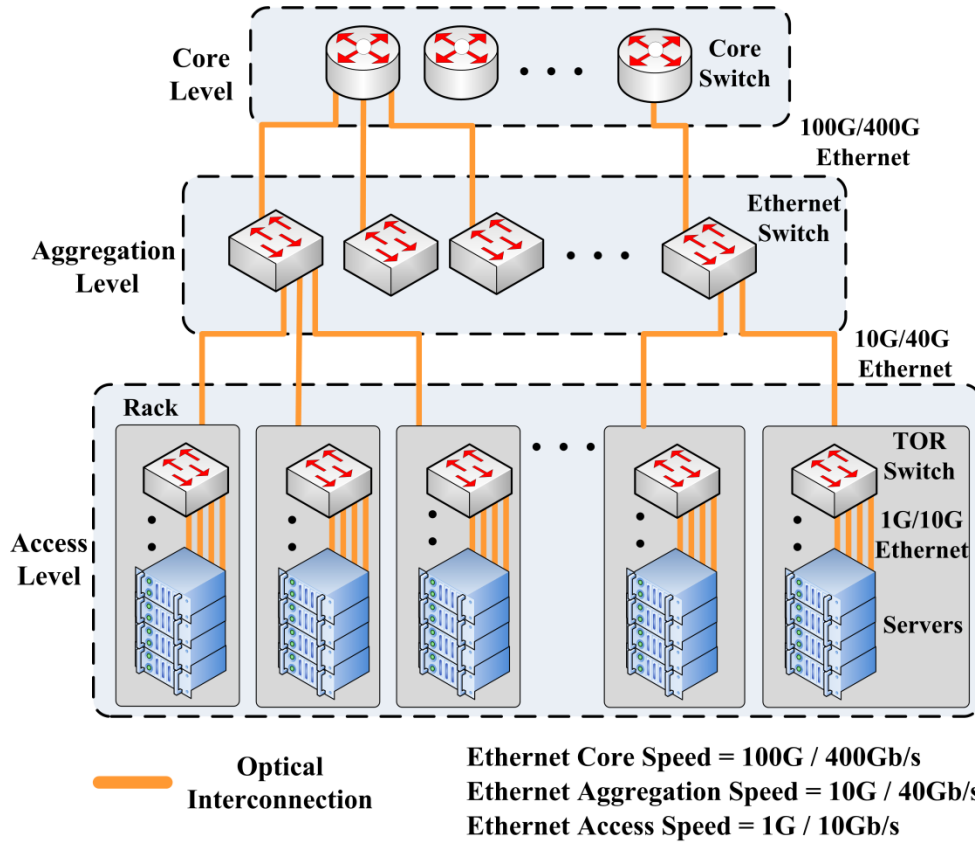 Core
Level
Core
Switch
100G/400G
Ethernet
Aggregation
Level
Ethernet
Switch
10G/40G
Ethernet
Rack
TOR
Switch
Access
Level
1G/10G
Ethernet
Servers
Optical
Interconnection
Ethernet Core Speed = 100G / 400Gb/s
Ethernet Aggregation Speed = 10G / 40Gb/s
Ethernet Access Speed = 1G / 10Gb/s